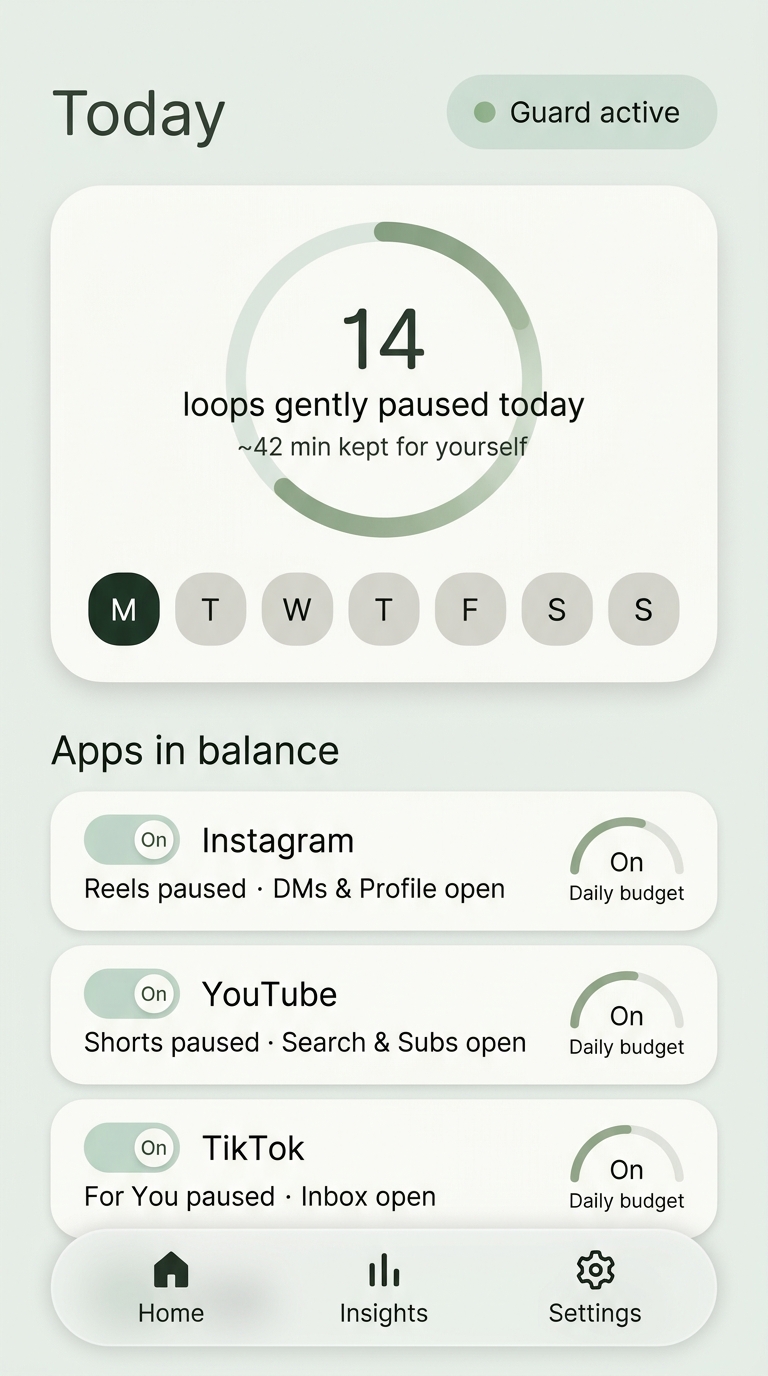 Today
Guard active
14
loops gently paused today
~42 min kept for yourself
M T W T F S S
Apps in balance
On Instagram
Reels paused · DMs & Profile open
On
Daily budget
On YouTube
Shorts paused · Search & Subs open
On
Daily budget
On TikTok
For You paused · Inbox open
On
Daily budget
Home Insights Settings